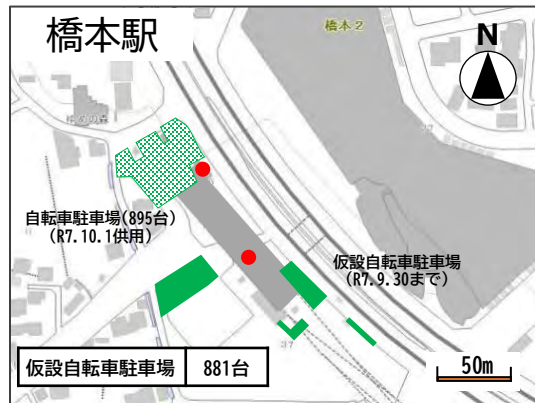 橋本駅
橋本2
N
自転車駐車場(895台)
(R7.10.1供用)
仮設自転車駐車場
(R7.9.30まで)
37
仮設自転車駐車場 881台
50m